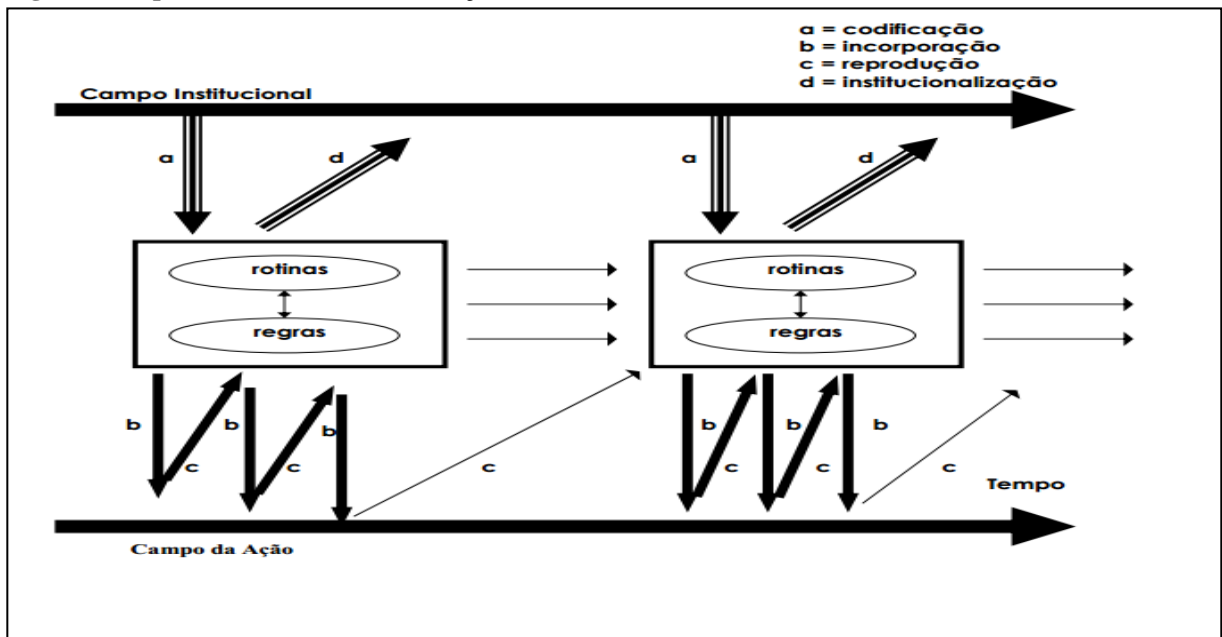 a = codificação
b = incorporação
c = reprodução
d = institucionalização
Campo Institucional
a
d
a
d
rotinas
rotinas
regras
regras
b
b
b
b
b
b
c
c
c
c
c
c
Tempo
Campo da Ação